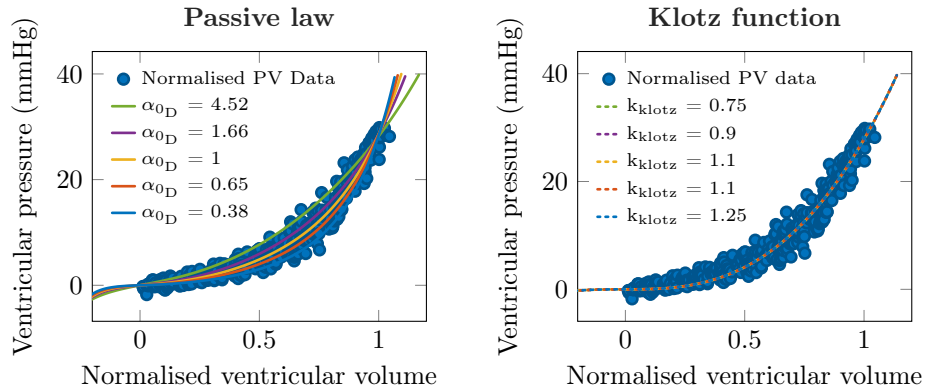 Passive law
Ventricular pressure (mmHg)
40
20
0
Normalised PV Data
α0D = 4.52
α0D = 1.66
α0D = 1
α0D = 0.65
α0D = 0.38
0
0.5
1
Normalised ventricular volume
Klotz function
Ventricular pressure (mmHg)
40
20
0
Normalised PV data
kklotz = 0.75
kklotz = 0.9
kklotz = 1.1
kklotz = 1.1
kklotz = 1.25
0
0.5
1
Normalised ventricular volume